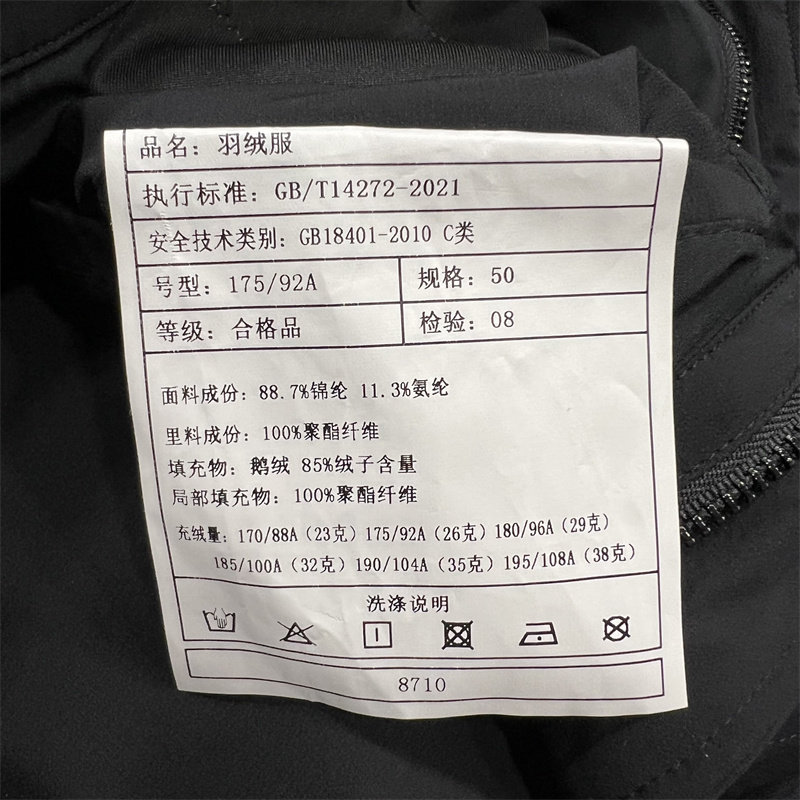 品名：羽绒服
执行标准：GB/T14272-2021
安全技术类别：GB18401-2010 C类
号型：175/92A 规格：50
等级：合格品 检验：08
面料成份：88.7%锦纶 11.3%氨纶
里料成份：100%聚酯纤维
填充物：鹅绒 85%绒子含量
局部填充物：100%聚酯纤维
充绒量：170/88A（23克）175/92A（26克）180/96A（29克）
185/100A（32克）190/104A（35克）195/108A（38克）
洗涤说明
8710